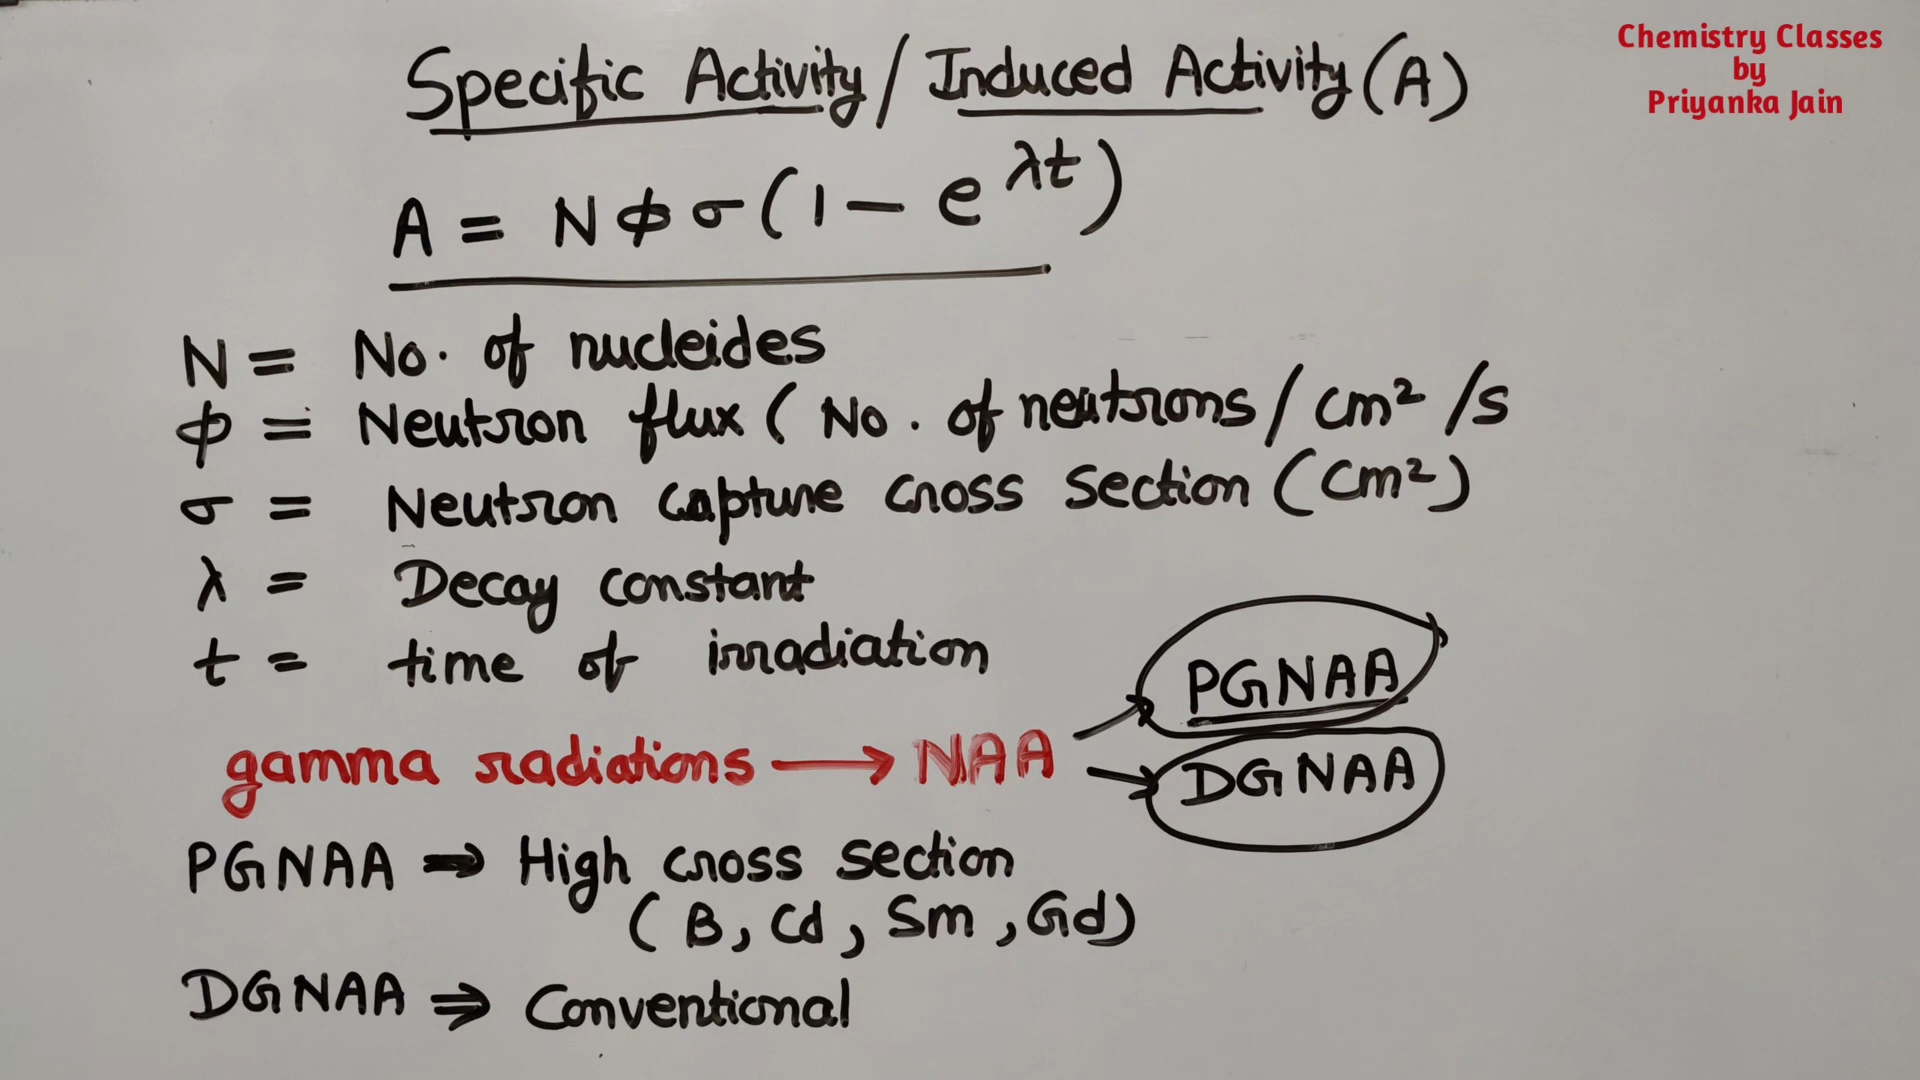 Chemistry Classes
by
Priyanka Jain
Specific Activity / Induced Activity (A)
A = Nϕσ(1 - e^λt)
N = No. of nucleides
ϕ = Neutron flux ( No. of neutrons / cm² /s
σ = Neutron capture cross section (cm²)
λ = Decay constant
t = time of irradiation
gamma radiations → NAA
PGNAA
DGNAA
PGNAA ⇒ High cross section
( B, Cd, Sm, Gd)
DGNAA ⇒ Conventional